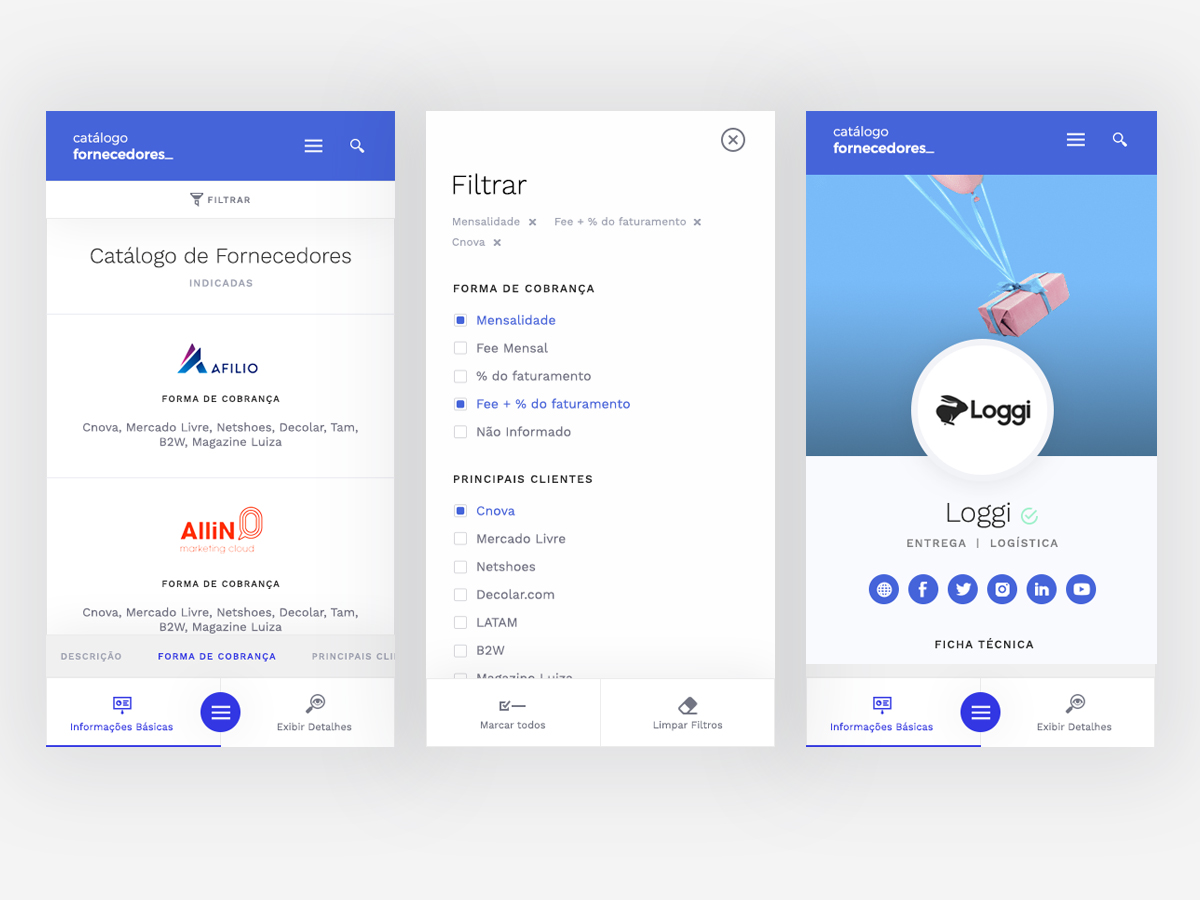 catálogo
fornecedores_
FILTRAR
Catálogo de Fornecedores
INDICADAS
AFILIO
FORMA DE COBRANÇA
Cnova, Mercado Livre, Netshoes, Decolar, Tam,
B2W, Magazine Luiza
AlliN
marketing cloud
FORMA DE COBRANÇA
Cnova, Mercado Livre, Netshoes, Decolar, Tam,
B2W, Magazine Luiza
DESCRIÇÃO FORMA DE COBRANÇA PRINCIPAIS CLI
Informações Básicas Exibir Detalhes
Filtrar
Mensalidade × Fee + % do faturamento ×
Cnova ×
FORMA DE COBRANÇA
Mensalidade
Fee Mensal
% do faturamento
Fee + % do faturamento
Não Informado
PRINCIPAIS CLIENTES
Cnova
Mercado Livre
Netshoes
Decolar.com
LATAM
B2W
Magazine Luiza
Marcar todos Limpar Filtros
catálogo
fornecedores_
Loggi
Loggi
ENTREGA | LOGÍSTICA
FICHA TÉCNICA
Informações Básicas Exibir Detalhes